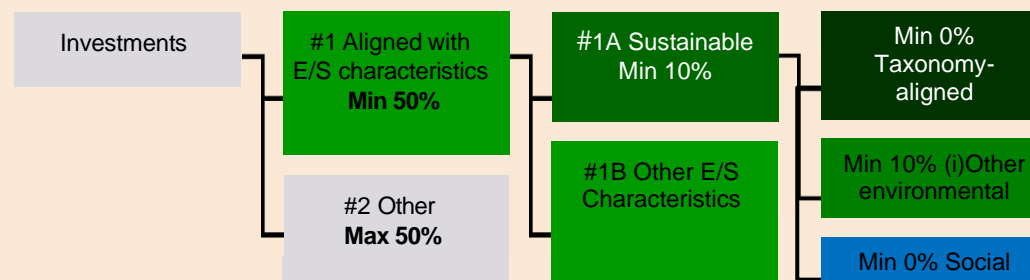 Investments
#1 Aligned with
E/S characteristics
Min 50%
#2 Other
Max 50%
#1A Sustainable
Min 10%
#1B Other E/S
Characteristics
Min 0%
Taxonomy-
aligned
Min 10% (i)Other
environmental
Min 0% Social